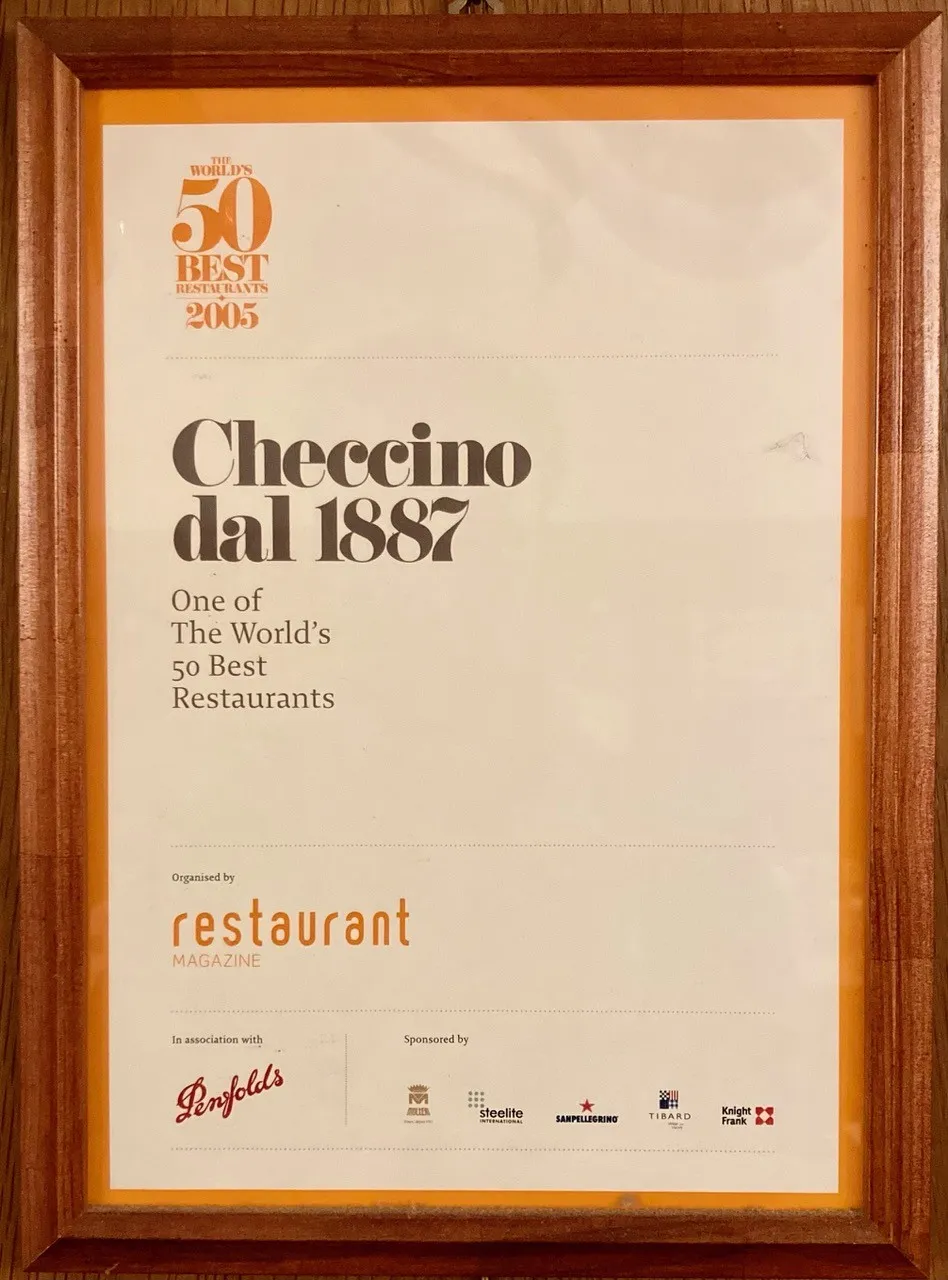 THE
WORLD'S
50
BEST
RESTAURANTS
2005
Checcino
dal 1887
One of
The World's
50 Best
Restaurants
Organised by
restaurant
MAGAZINE
In association with
Sponsored by
Penfolds
steelite
INTERNATIONAL
SANPELLEGRINO
TIBARD
Knight
Frank